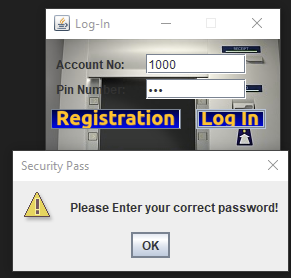 Log-In
Account No: 1000
Pin Number: •••
Registration Log In
Security Pass
Please Enter your correct password!
OK